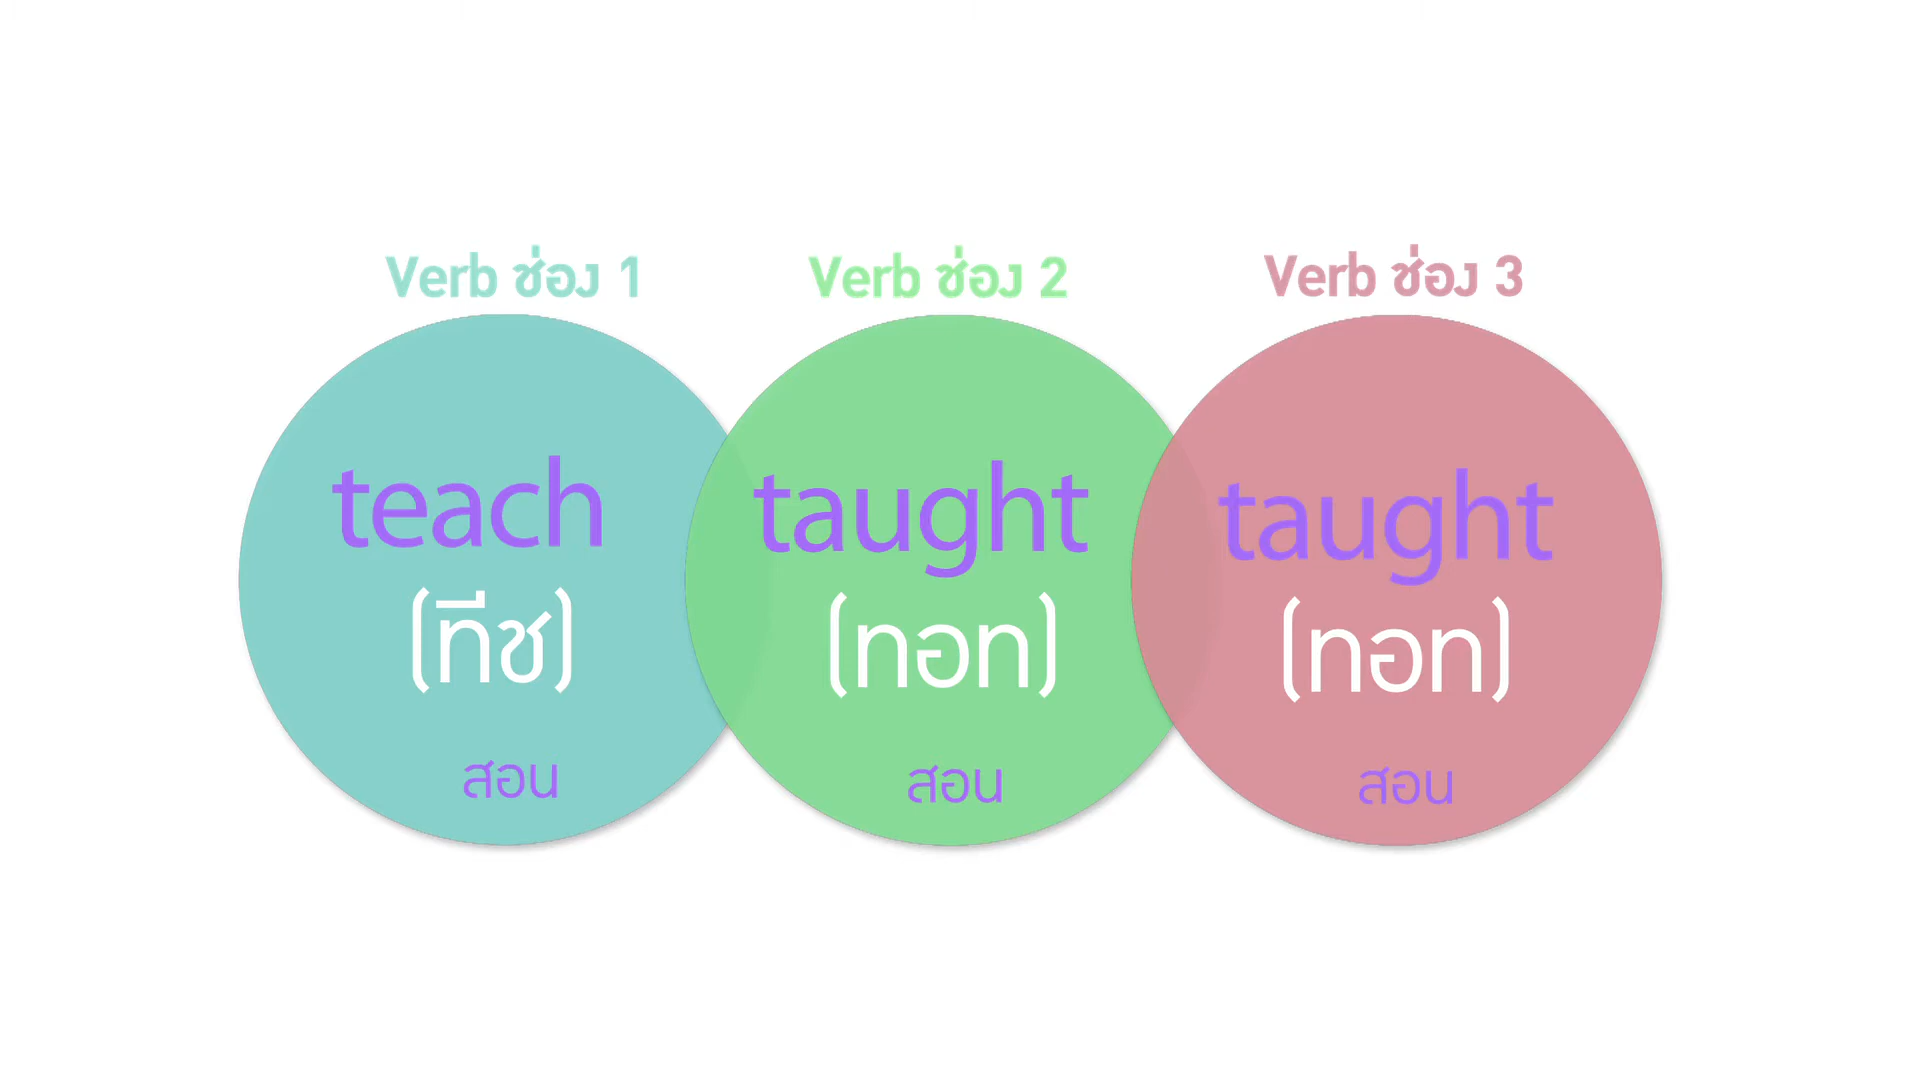 Verb ช่อง 1
teach
(ทีช)
สอน
Verb ช่อง 2
taught
(ทอท)
สอน
Verb ช่อง 3
taught
(ทอท)
สอน